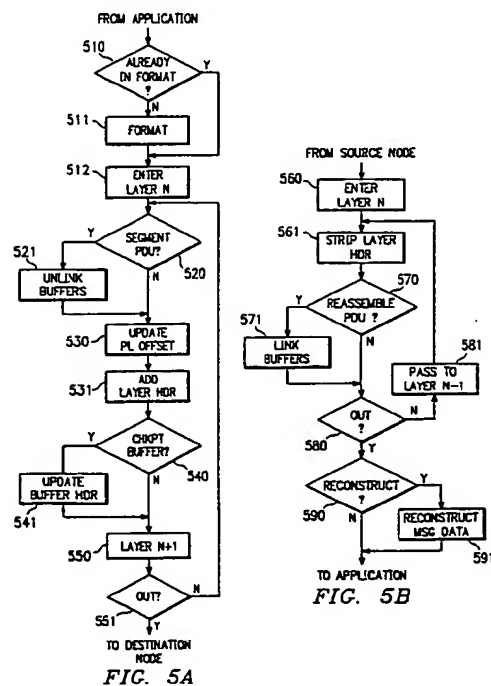 FROM APPLICATION
510
ALREADY
IN FORMAT
?
Y
N
511
FORMAT
512
ENTER
LAYER N
SEGMENT
PDU?
520
Y
N
521
UNLINK
BUFFERS
530
UPDATE
PL OFFSET
531
ADD
LAYER HDR
CHKPT
BUFFER?
540
Y
N
UPDATE
BUFFER HDR
541
550
LAYER N+1
OUT?
551
N
Y
TO DESTINATION
NODE
FIG. 5A
FROM SOURCE NODE
560
ENTER
LAYER N
561
STRIP LAYER
HDR
570
REASSEMBLE
PDU ?
Y
N
571
LINK
BUFFERS
581
PASS TO
LAYER N-1
OUT
?
580
N
Y
RECONSTRUCT
?
590
Y
N
RECONSTRUCT
MSG DATA
591
TO APPLICATION
FIG. 5B